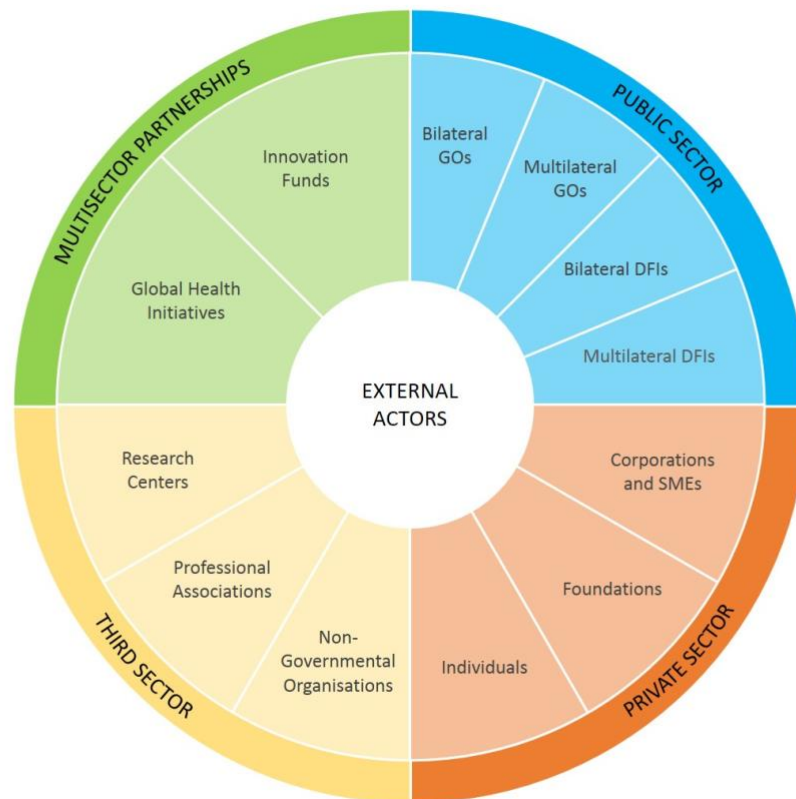 MULTISECTOR PARTNERSHIPS
Innovation
Funds
Global Health
Initiatives
PUBLIC SECTOR
Bilateral
GOs
Multilateral
GOs
Bilateral DFIs
Multilateral DFIs
EXTERNAL
ACTORS
THIRD SECTOR
Research
Centers
Professional
Associations
Non-
Governmental
Organisations
PRIVATE SECTOR
Corporations
and SMEs
Foundations
Individuals